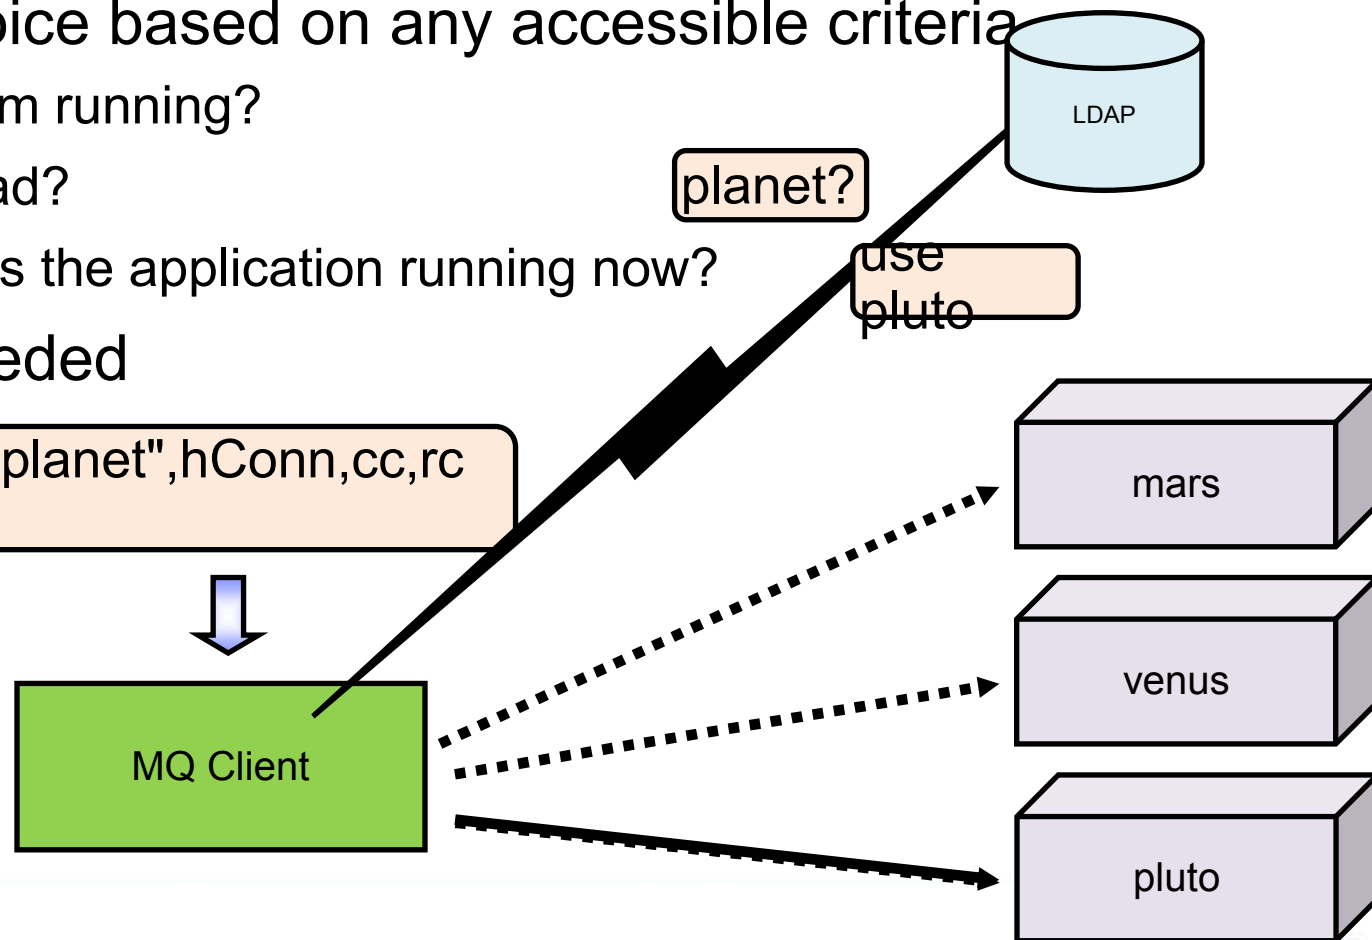 oice based on any accessible criteria
m running?
LDAP
ad?
planet?
s the application running now?
use
pluto
eded
planet",hConn,cc,rc
mars
venus
MQ Client
pluto